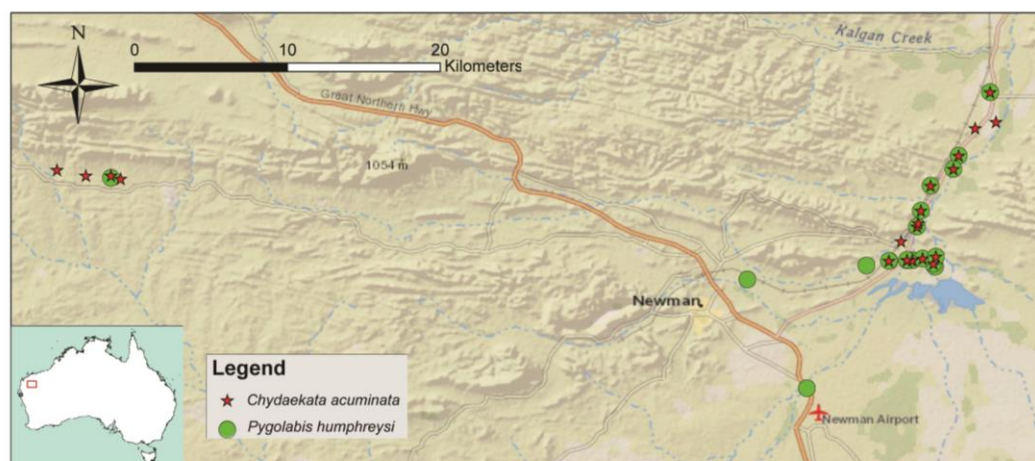 Kalgan Creek
N
0 10 20
Kilometers
Great Northern Hwy
1054 m
Newman
Newman Airport
Legend
Chydaekata acuminata
Pygolabis humphreysi